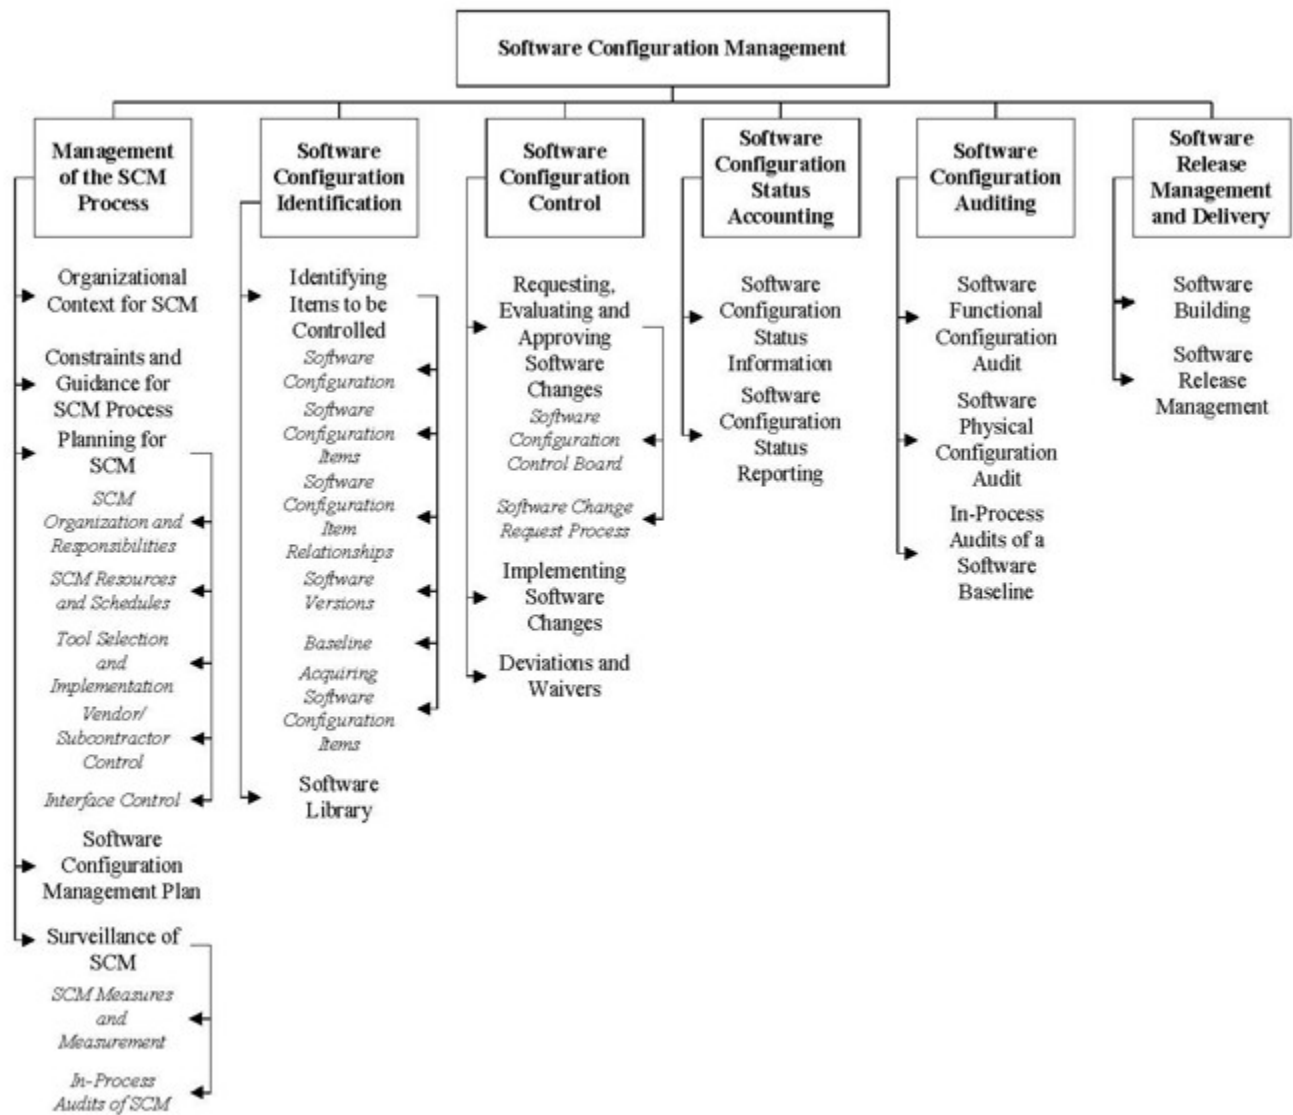 Software Configuration Management
Management
of the SCM
Process
Organizational
Context for SCM
Constraints and
Guidance for
SCM Process
Planning for
SCM
SCM
Organization and
Responsibilities
SCM Resources
and Schedules
Tool Selection
and
Implementation
Vendor/
Subcontractor
Control
Interface Control
Software
Configuration
Management Plan
Surveillance of
SCM
SCM Measures
and
Measurement
In-Process
Audits of SCM
Software
Configuration
Identification
Identifying
Items to be
Controlled
Software
Configuration
Software
Configuration
Items
Software
Configuration
Item
Relationships
Software
Versions
Baseline
Acquiring
Software
Configuration
Items
Software
Library
Software
Configuration
Control
Requesting,
Evaluating and
Approving
Software
Changes
Software
Configuration
Control Board
Software Change
Request Process
Implementing
Software
Changes
Deviations and
Waivers
Software
Configuration
Status
Accounting
Software
Configuration
Status
Information
Software
Configuration
Status
Reporting
Software
Configuration
Auditing
Software
Functional
Configuration
Audit
Software
Physical
Configuration
Audit
In-Process
Audits of a
Software
Baseline
Software
Release
Management
and Delivery
Software
Building
Software
Release
Management